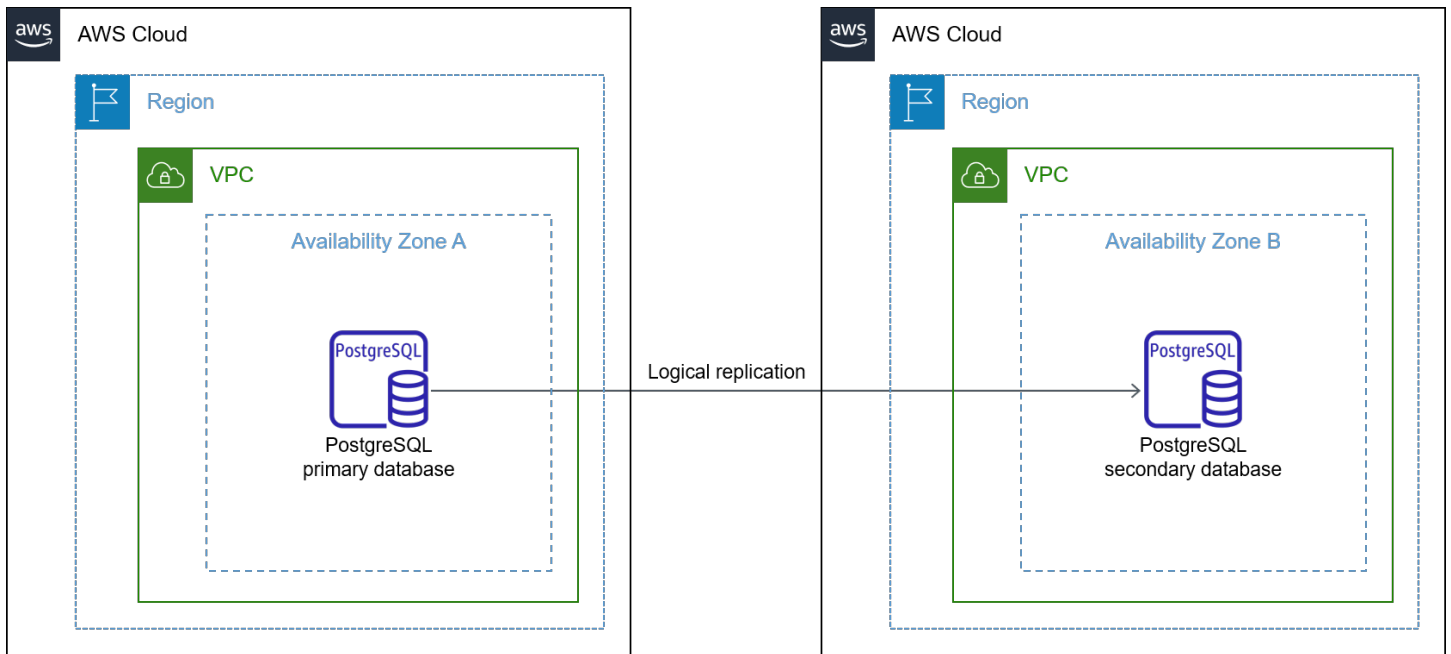 aws
AWS Cloud
Region
VPC
Availability Zone A
PostgreSQL
PostgreSQL
primary database
Logical replication
aws
AWS Cloud
Region
VPC
Availability Zone B
PostgreSQL
PostgreSQL
secondary database